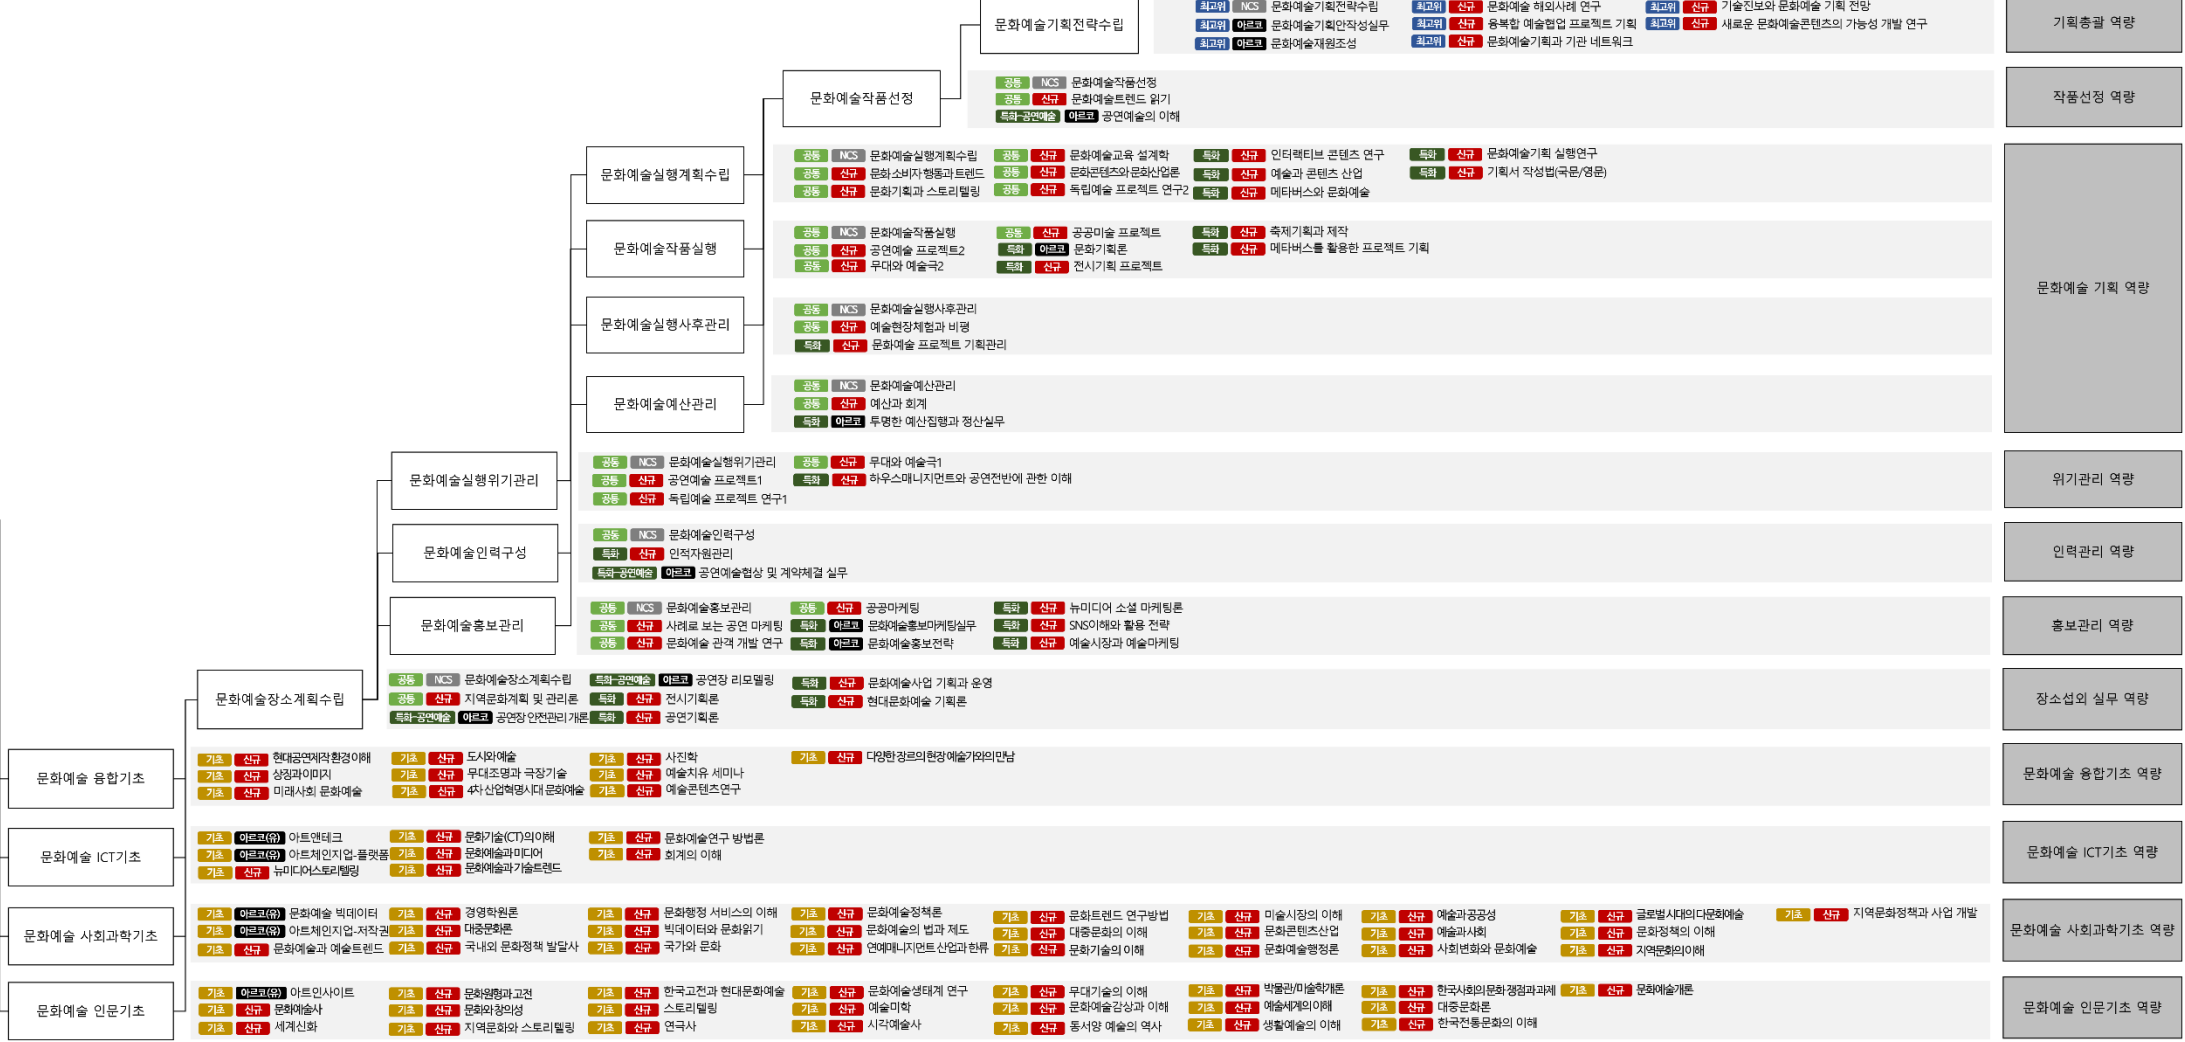 문화예술기획전략수립
최고위 NCS 문화예술기획전략수립 최고위 신규 문화예술 해외사례 연구 최고위 신규 기술진보와 문화예술 기획 전망
최고위 아르코 문화예술기획안작성실무 최고위 신규 융복합 예술협업 프로젝트 기획 최고위 신규 새로운 문화예술콘텐츠의 가능성 개발 연구
최고위 아르코 문화예술재원조성 최고위 신규 문화예술기획과 기관 네트워크
기획총괄 역량
문화예술작품선정
공통 NCS 문화예술작품선정
공통 신규 문화예술트렌드 읽기
특화-공연예술 아르코 공연예술의 이해
작품선정 역량
문화예술실행계획수립
공통 NCS 문화예술실행계획수립 공통 신규 문화예술교육 설계학 특화 신규 인터랙티브 콘텐츠 연구 특화 신규 문화예술기획 실행연구
공통 신규 문화소비자 행동과 트렌드 공통 신규 문화콘텐츠와 문화산업론 특화 신규 예술과 콘텐츠 산업 특화 신규 기획서 작성법(국문/영문)
공통 신규 문화기획과 스토리텔링 공통 신규 독립예술 프로젝트 연구2 특화 신규 메타버스와 문화예술
문화예술작품실행
공통 NCS 문화예술작품실행 공통 신규 공공미술 프로젝트 특화 신규 축제기획과 제작
공통 신규 공연예술 프로젝트2 특화 아르코 문화기획론 특화 신규 메타버스를 활용한 프로젝트 기획
공통 신규 무대와 예술극2 특화 신규 전시기획 프로젝트
문화예술 기획 역량
문화예술실행사후관리
공통 NCS 문화예술실행사후관리
공통 신규 예술현장체험과 비평
특화 신규 문화예술 프로젝트 기획관리
문화예술예산관리
공통 NCS 문화예술예산관리
공통 신규 예산과 회계
특화 아르코 투명한 예산집행과 정산실무
문화예술실행위기관리
공통 NCS 문화예술실행위기관리 공통 신규 무대와 예술극1
공통 신규 공연예술 프로젝트1 특화 신규 하우스매니지먼트와 공연전반에 관한 이해
공통 신규 독립예술 프로젝트 연구1
위기관리 역량
문화예술인력구성
공통 NCS 문화예술인력구성
특화 신규 인적자원관리
특화-공연예술 아르코 공연예술협상 및 계약체결 실무
인력관리 역량
문화예술홍보관리
공통 NCS 문화예술홍보관리 공통 신규 공공마케팅 특화 신규 뉴미디어 소셜 마케팅론
공통 신규 사례로 보는 공연 마케팅 특화 아르코 문화예술홍보마케팅실무 특화 신규 SNS이해와 활용 전략
공통 신규 문화예술 관객 개발 연구 특화 아르코 문화예술홍보전략 특화 신규 예술시장과 예술마케팅
홍보관리 역량
문화예술장소계획수립
공통 NCS 문화예술장소계획수립 특화-공연예술 아르코 공연장 리모델링 특화 신규 문화예술사업 기획과 운영
공통 신규 지역문화계획 및 관리론 특화 신규 전시기획론 특화 신규 현대문화예술 기획론
특화-공연예술 아르코 공연장 안전관리 개론 특화 신규 공연기획론
장소섭외 실무 역량
문화예술 융합기초
기초 신규 현대공연제작환경이해 기초 신규 도시와예술 기초 신규 사진학 기초 신규 다양한 장르의 현장 예술가와의 만남
기초 신규 상징과이미지 기초 신규 무대조명과 극장기술 기초 신규 예술치유 세미나
기초 신규 미래사회 문화예술 기초 신규 4차 산업혁명시대 문화예술 기초 신규 예술콘텐츠연구
문화예술 융합기초 역량
문화예술 ICT기초
기초 아르코(유) 아트앤테크 기초 신규 문화기술(CT)의이해 기초 신규 문화예술연구 방법론
기초 아르코(유) 아트체인지업-플랫폼 기초 신규 문화예술과 미디어 기초 신규 회계의 이해
기초 신규 뉴미디어스토리텔링 기초 신규 문화예술과 기술트렌드
문화예술 ICT기초 역량
문화예술 사회과학기초
기초 아르코(유) 문화예술 빅데이터 기초 신규 경영학원론 기초 신규 문화행정 서비스의 이해 기초 신규 문화예술정책론 기초 신규 문화트렌드 연구방법 기초 신규 미술시장의 이해 기초 신규 예술과공공성 기초 신규 글로벌시대의다문화예술 기초 신규 지역문화정책과 사업 개발
기초 아르코(유) 아트체인지업-저작권 기초 신규 대중문화론 기초 신규 빅데이터와 문화읽기 기초 신규 문화예술의 법과 제도 기초 신규 대중문화의 이해 기초 신규 문화콘텐츠산업 기초 신규 예술과사회 기초 신규 문화정책의 이해
기초 신규 문화예술과 예술트렌드 기초 신규 국내외 문화정책 발달사 기초 신규 국가와 문화 기초 신규 연예매니지먼트 산업과 한류 기초 신규 문화기술의 이해 기초 신규 문화예술행정론 기초 신규 사회변화와 문화예술 기초 신규 지역문화의이해
문화예술 사회과학기초 역량
문화예술 인문기초
기초 아르코(유) 아트인사이트 기초 신규 문화원형과고전 기초 신규 한국고전과 현대문화예술 기초 신규 문화예술생태계 연구 기초 신규 무대기술의 이해 기초 신규 박물관/미술학개론 기초 신규 한국사회의문화쟁점과과제 기초 신규 문화예술개론
기초 신규 문화예술사 기초 신규 문화와창의성 기초 신규 스토리텔링 기초 신규 예술미학 기초 신규 문화예술감상과 이해 기초 신규 예술세계의이해 기초 신규 대중문화론
기초 신규 세계신화 기초 신규 지역문화와 스토리텔링 기초 신규 연극사 기초 신규 시각예술사 기초 신규 동서양 예술의 역사 기초 신규 생활예술의 이해 기초 신규 한국전통문화의 이해
문화예술 인문기초 역량